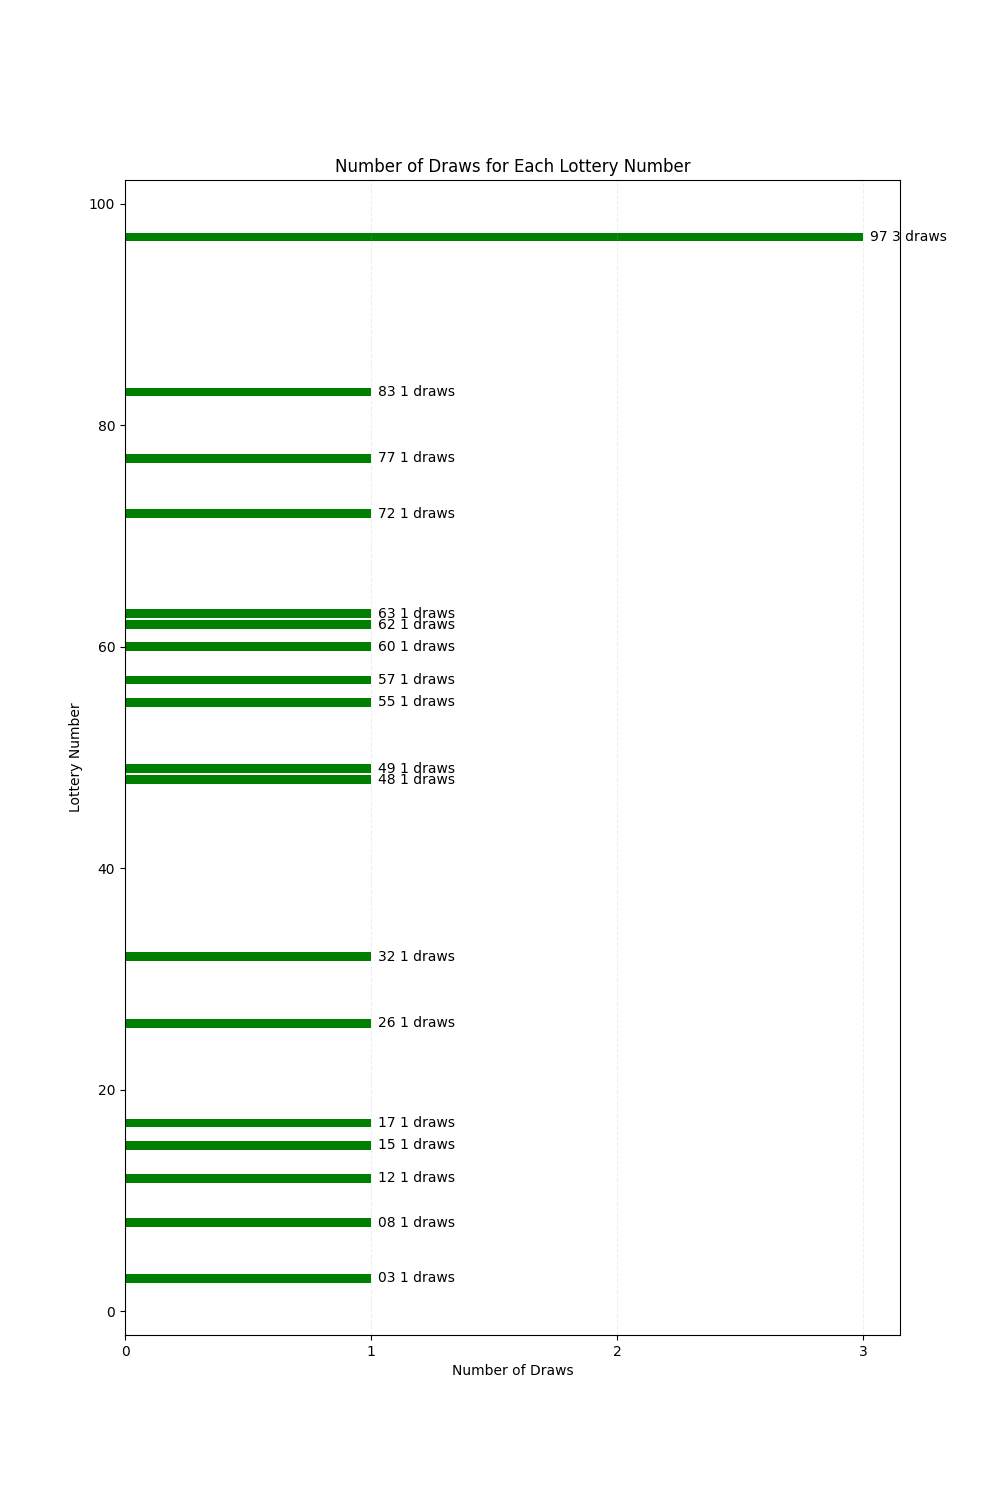 Number of Draws for Each Lottery Number
100
97 3 draws
83 1 draws
80
77 1 draws
72 1 draws
63 1 draws
62 1 draws
60
60 1 draws
57 1 draws
55 1 draws
Lottery Number
49 1 draws
48 1 draws
40
32 1 draws
26 1 draws
20
17 1 draws
15 1 draws
12 1 draws
08 1 draws
03 1 draws
0
0 1 2 3
Number of Draws